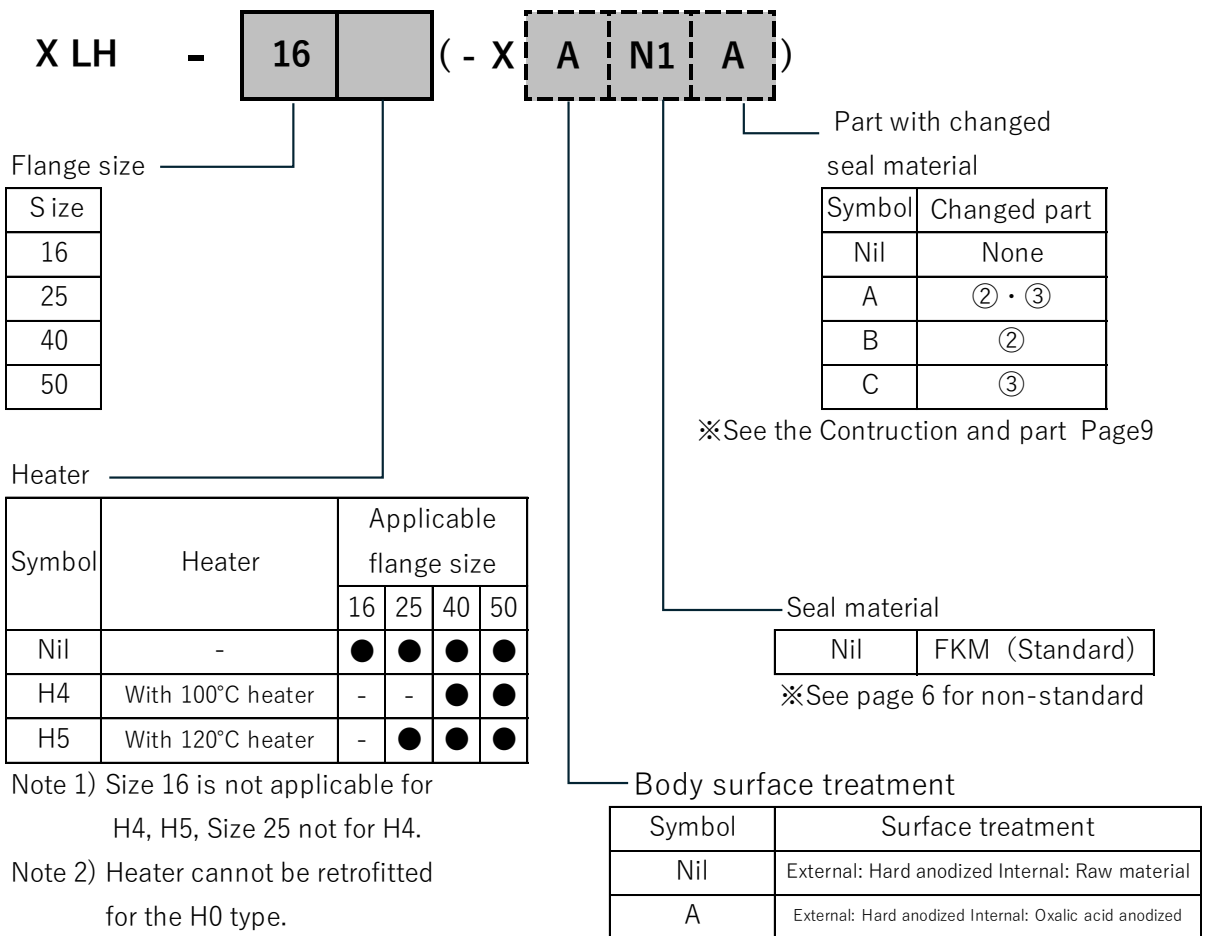 X LH - 16 ( - X A N1 A )
Part with changed
seal material
Symbol Changed part
Nil None
A ②・③
B ②
C ③
※See the Contruction and part Page9
Flange size
S ize
16
25
40
50
Heater
Symbol Heater Applicable
flange size
16 25 40 50
Nil - ● ● ● ●
H4 With 100°C heater - - ● ●
H5 With 120°C heater - ● ● ●
Note 1) Size 16 is not applicable for
H4, H5, Size 25 not for H4.
Note 2) Heater cannot be retrofitted
for the H0 type.
Seal material
Nil FKM（Standard）
※See page 6 for non-standard
Body surface treatment
Symbol Surface treatment
Nil External: Hard anodized Internal: Raw material
A External: Hard anodized Internal: Oxalic acid anodized